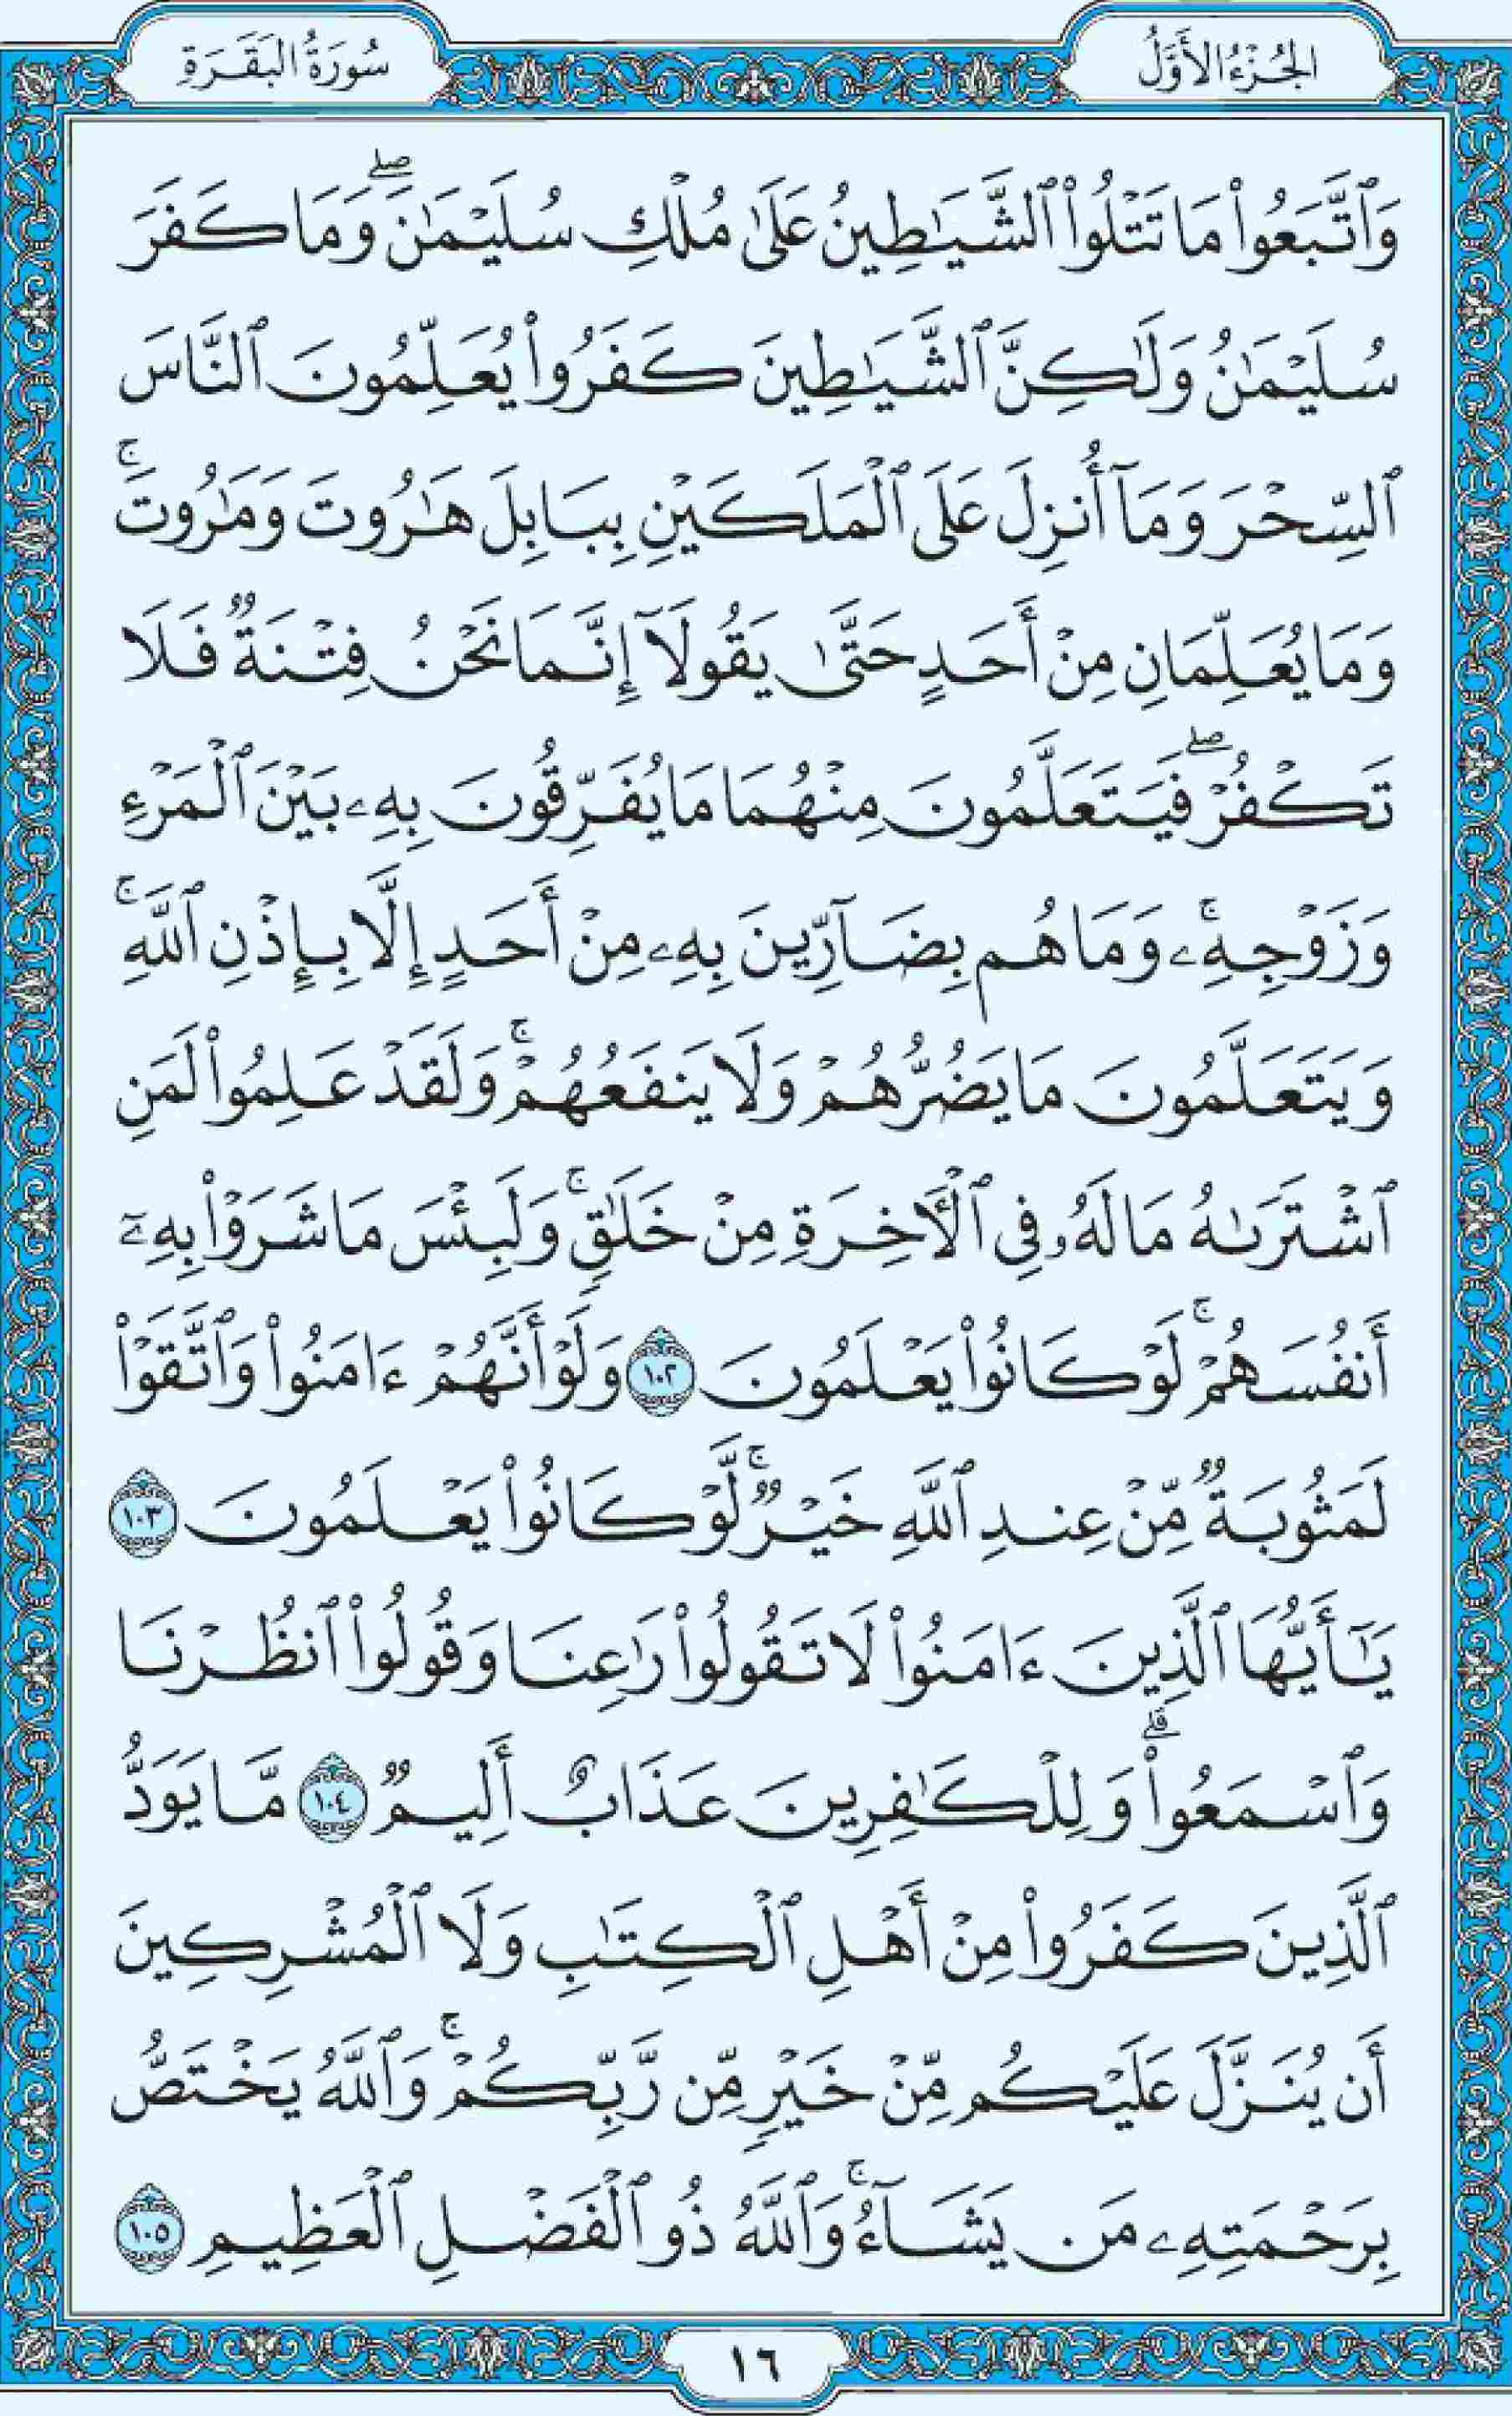 الجُزْءُ الأَوَّلُ
سُورَةُ البَقَرَةِ
وَٱتَّبَعُوا۟ مَا تَتْلُوا۟ ٱلشَّيَـٰطِينُ عَلَىٰ مُلْكِ سُلَيْمَـٰنَ ۖ وَمَا كَفَرَ
سُلَيْمَـٰنُ وَلَـٰكِنَّ ٱلشَّيَـٰطِينَ كَفَرُوا۟ يُعَلِّمُونَ ٱلنَّاسَ
ٱلسِّحْرَ وَمَآ أُنزِلَ عَلَى ٱلْمَلَكَيْنِ بِبَابِلَ هَـٰرُوتَ وَمَـٰرُوتَ ۚ
وَمَا يُعَلِّمَانِ مِنْ أَحَدٍ حَتَّىٰ يَقُولَآ إِنَّمَا نَحْنُ فِتْنَةٌ فَلَا
تَكْفُرْ ۖ فَيَتَعَلَّمُونَ مِنْهُمَا مَا يُفَرِّقُونَ بِهِۦ بَيْنَ ٱلْمَرْءِ
وَزَوْجِهِۦ ۚ وَمَا هُم بِضَآرِّينَ بِهِۦ مِنْ أَحَدٍ إِلَّا بِإِذْنِ ٱللَّهِ ۚ
وَيَتَعَلَّمُونَ مَا يَضُرُّهُمْ وَلَا يَنفَعُهُمْ ۚ وَلَقَدْ عَلِمُوا۟ لَمَنِ
ٱشْتَرَىٰهُ مَا لَهُۥ فِى ٱلْـَٔاخِرَةِ مِنْ خَلَـٰقٍ ۚ وَلَبِئْسَ مَا شَرَوْا۟ بِهِۦٓ
أَنفُسَهُمْ ۚ لَوْ كَانُوا۟ يَعْلَمُونَ ١٠٢ وَلَوْ أَنَّهُمْ ءَامَنُوا۟ وَٱتَّقَوْا۟
لَمَثُوبَةٌ مِّنْ عِندِ ٱللَّهِ خَيْرٌ ۚ لَّوْ كَانُوا۟ يَعْلَمُونَ ١٠٣
يَـٰٓأَيُّهَا ٱلَّذِينَ ءَامَنُوا۟ لَا تَقُولُوا۟ رَٰعِنَا وَقُولُوا۟ ٱنظُرْنَا
وَٱسْمَعُوا۟ ۗ وَلِلْكَـٰفِرِينَ عَذَابٌ أَلِيمٌ ١٠٤ مَّا يَوَدُّ
ٱلَّذِينَ كَفَرُوا۟ مِنْ أَهْلِ ٱلْكِتَـٰبِ وَلَا ٱلْمُشْرِكِينَ
أَن يُنَزَّلَ عَلَيْكُم مِّنْ خَيْرٍ مِّن رَّبِّكُمْ ۚ وَٱللَّهُ يَخْتَصُّ
بِرَحْمَتِهِۦ مَن يَشَآءُ ۚ وَٱللَّهُ ذُو ٱلْفَضْلِ ٱلْعَظِيمِ ١٠٥
١٦